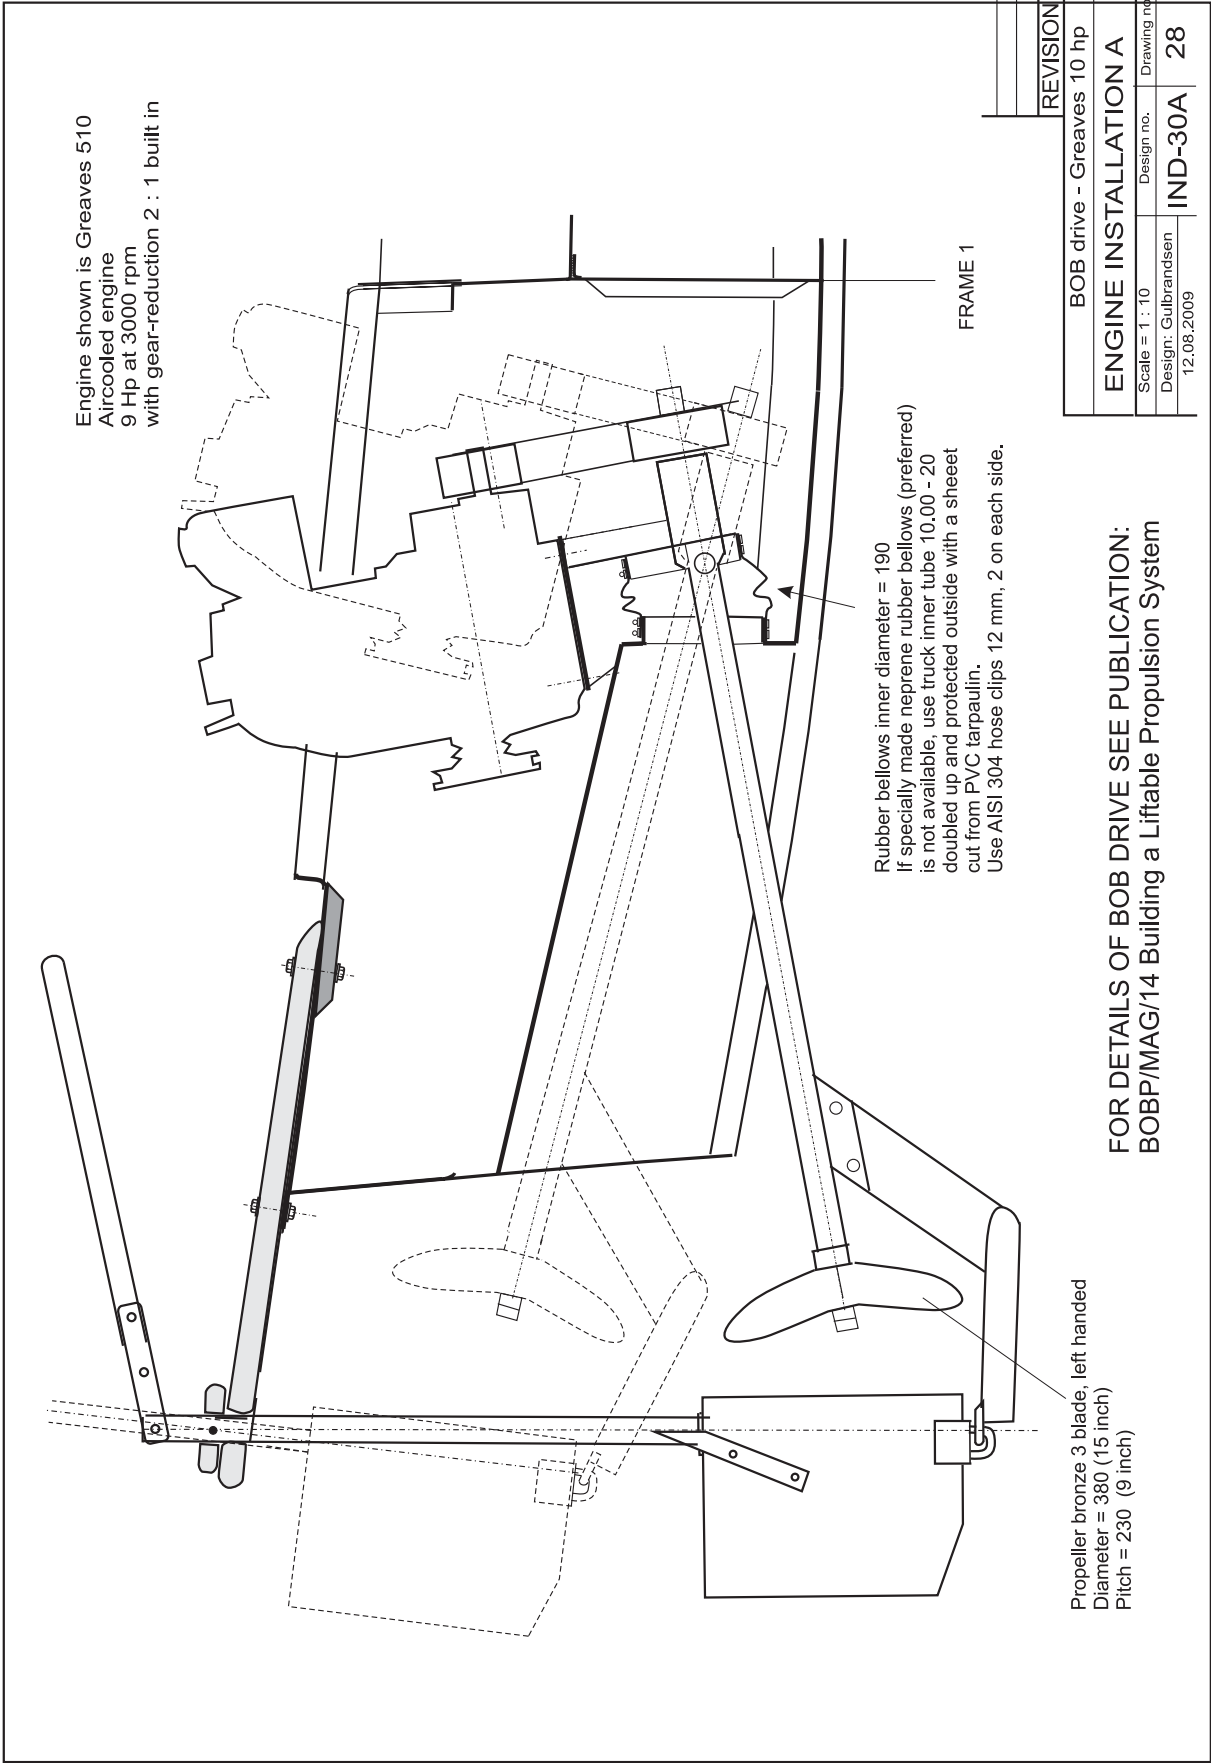 Engine shown is Greaves 510
Aircooled engine
9 Hp at 3000 rpm
with gear-reduction 2 : 1 built in
FRAME 1
Rubber bellows inner diameter = 190
If specially made neprene rubber bellows (preferred)
is not available, use truck inner tube 10.00 - 20
doubled up and protected outside with a sheeet
cut from PVC tarpaulin.
Use AISI 304 hose clips 12 mm, 2 on each side.
Propeller bronze 3 blade, left handed
Diameter = 380 (15 inch)
Pitch = 230 (9 inch)
FOR DETAILS OF BOB DRIVE SEE PUBLICATION:
BOBP/MAG/14 Building a Liftable Propulsion System
REVISION
BOB drive - Greaves 10 hp
ENGINE INSTALLATION A
Scale = 1 : 10
Design no.
Drawing no
Design: Gulbrandsen
12.08.2009
IND-30A
28